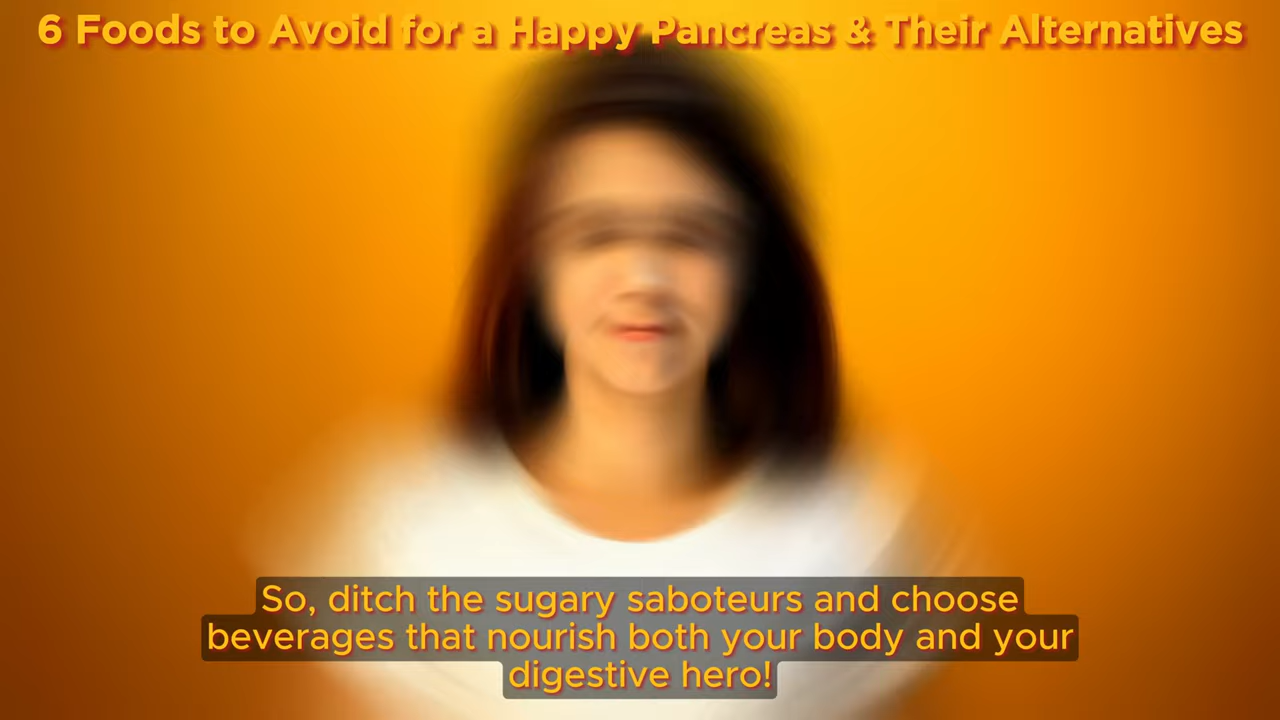 6 Foods to Avoid for a Happy Pancreas & Their Alternatives
So, ditch the sugary saboteurs and choose
beverages that nourish both your body and your
digestive hero!